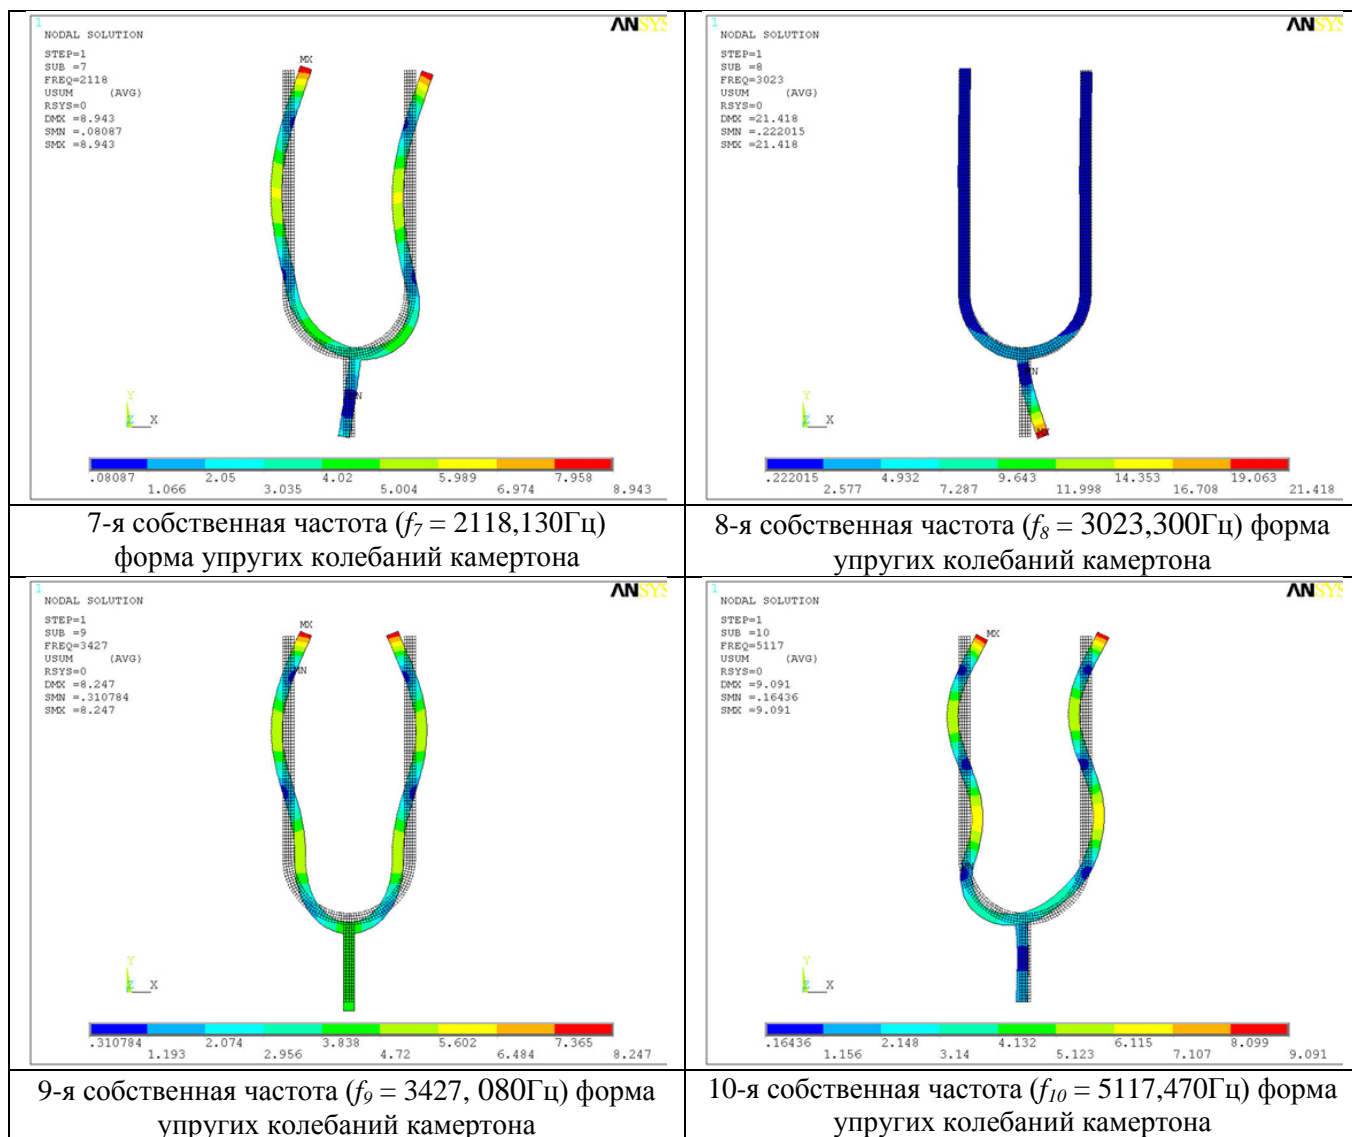 1
ANSYS
NODAL SOLUTION
STEP=1
SUB =7
FREQ=2118
USUM (AVG)
RSYS=0
DMX =8.943
SMN =.08087
SMX =8.943
MX
Y
Z X
.08087 2.05 4.02 5.989 7.958
1.066 3.035 5.004 6.974 8.943
7-я собственная частота (f7 = 2118,130Гц)
форма упругих колебаний камертона
1
ANSYS
NODAL SOLUTION
STEP=1
SUB =8
FREQ=3023
USUM (AVG)
RSYS=0
DMX =21.418
SMN =.222015
SMX =21.418
MX
Y
Z X
.222015 4.932 9.643 14.353 19.063
2.577 7.287 11.998 16.708 21.418
8-я собственная частота (f8 = 3023,300Гц) форма
упругих колебаний камертона
1
ANSYS
NODAL SOLUTION
STEP=1
SUB =9
FREQ=3427
USUM (AVG)
RSYS=0
DMX =8.247
SMN =.310784
SMX =8.247
MX
MN
Y
Z X
.310784 2.074 3.838 5.602 7.365
1.193 2.956 4.72 6.484 8.247
9-я собственная частота (f9 = 3427, 080Гц) форма
упругих колебаний камертона
1
ANSYS
NODAL SOLUTION
STEP=1
SUB =10
FREQ=5117
USUM (AVG)
RSYS=0
DMX =9.091
SMN =.16436
SMX =9.091
MX
Y
Z X
.16436 2.148 4.132 6.115 8.099
1.156 3.14 5.123 7.107 9.091
10-я собственная частота (f10 = 5117,470Гц) форма
упругих колебаний камертона